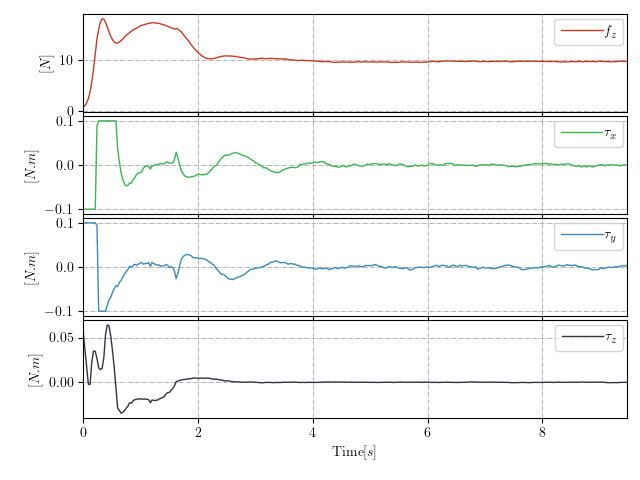 [N]
10
0
f_z
[N.m]
0.1
0.0
−0.1
τ_x
[N.m]
0.1
0.0
−0.1
τ_y
[N.m]
0.05
0.00
τ_z
0 2 4 6 8
Time[s]